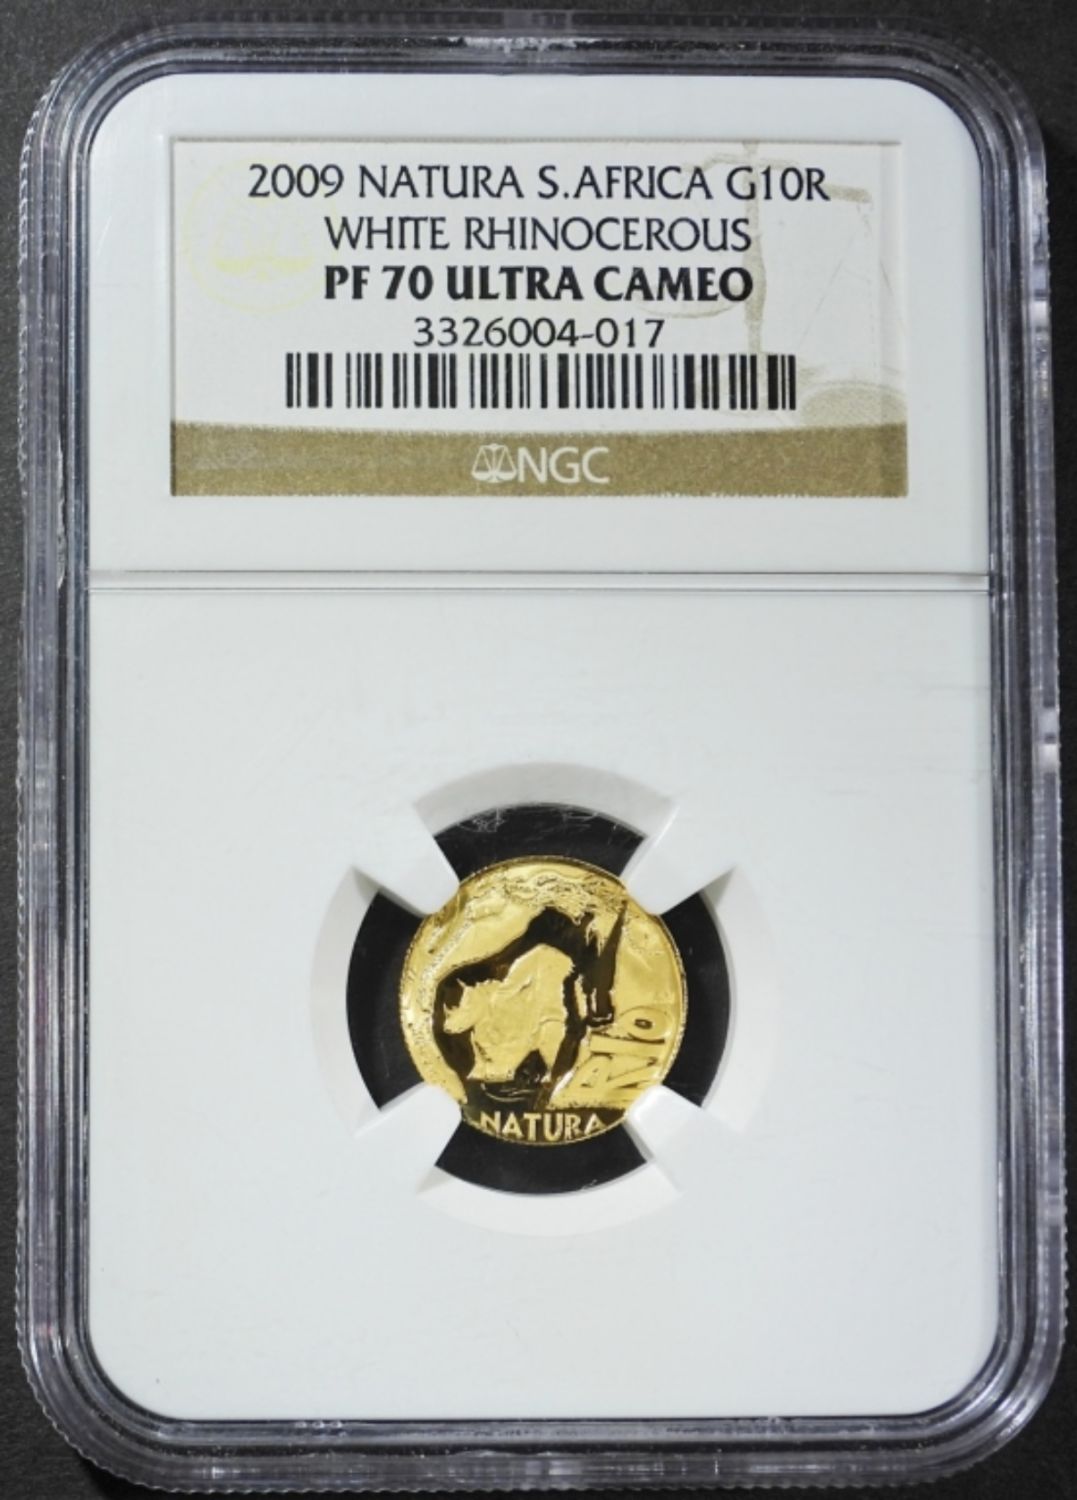 2009 NATURA S.AFRICA G10R
WHITE RHINOCEROUS
PF 70 ULTRA CAMEO
3326004-017
NGC
R10
NATURA